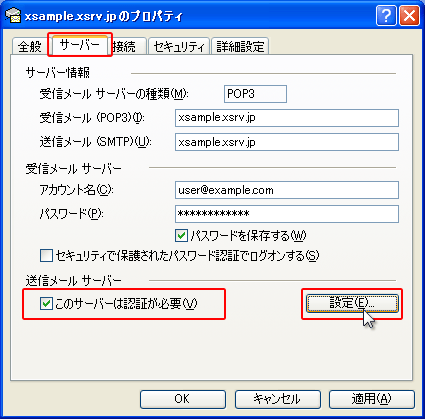 xsample.xsrv.jpのプロパティ
全般 サーバー 接続 セキュリティ 詳細設定
サーバー情報
受信メール サーバーの種類(M): POP3
受信メール (POP3)(I): xsample.xsrv.jp
送信メール (SMTP)(U): xsample.xsrv.jp
受信メール サーバー
アカウント名(C): user@example.com
パスワード(P): ************
パスワードを保存する(W)
セキュリティで保護されたパスワード認証でログオンする(S)
送信メール サーバー
このサーバーは認証が必要(V) 設定(E)...
OK キャンセル 適用(A)